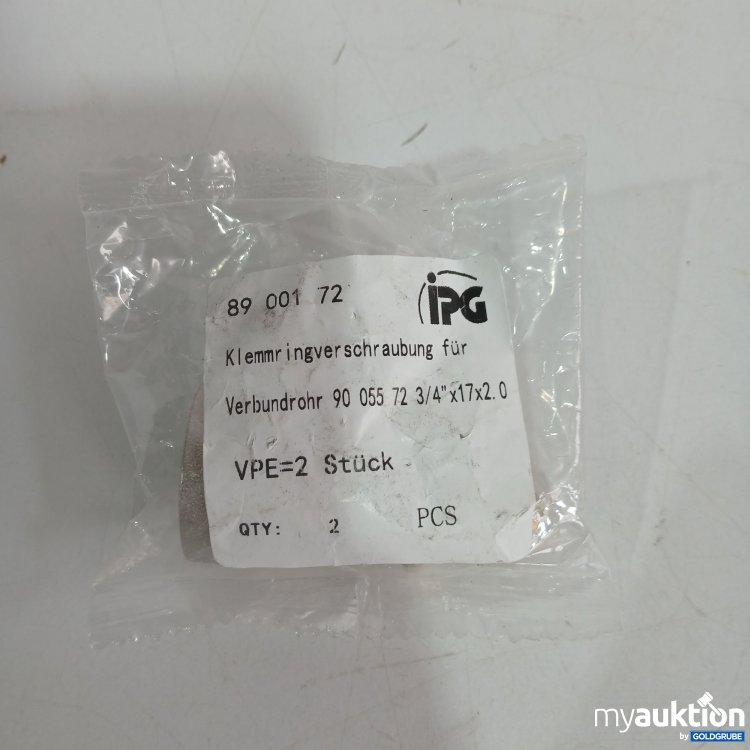 89 001 72
iPG
Klemmringverschraubung für
Verbundrohr 90 055 72 3/4"x17x2.0
VPE=2 Stück
QTY: 2 PCS
myauktion
by GOLDGRUBE